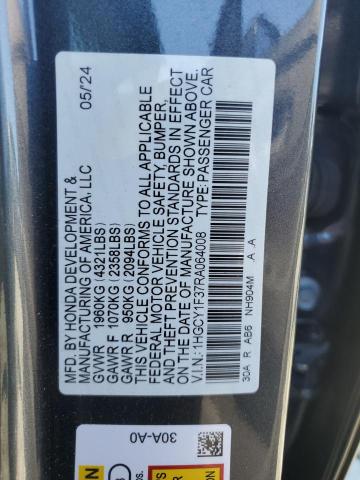 MFD. BY HONDA DEVELOPMENT & 05/24
MANUFACTURING OF AMERICA, LLC
GVWR 1960KG (4321LBS)
GAWR F 1070KG (2358LBS)
GAWR R 950KG (2094LBS)
THIS VEHICLE CONFORMS TO ALL APPLICABLE
FEDERAL MOTOR VEHICLE SAFETY, BUMPER,
AND THEFT PREVENTION STANDARDS IN EFFECT
ON THE DATE OF MANUFACTURE SHOWN ABOVE.
V.I.N.: 1HGCY1F37RA064008 TYPE: PASSENGER CAR
30A R AB6 NH904M A A
30A-A0